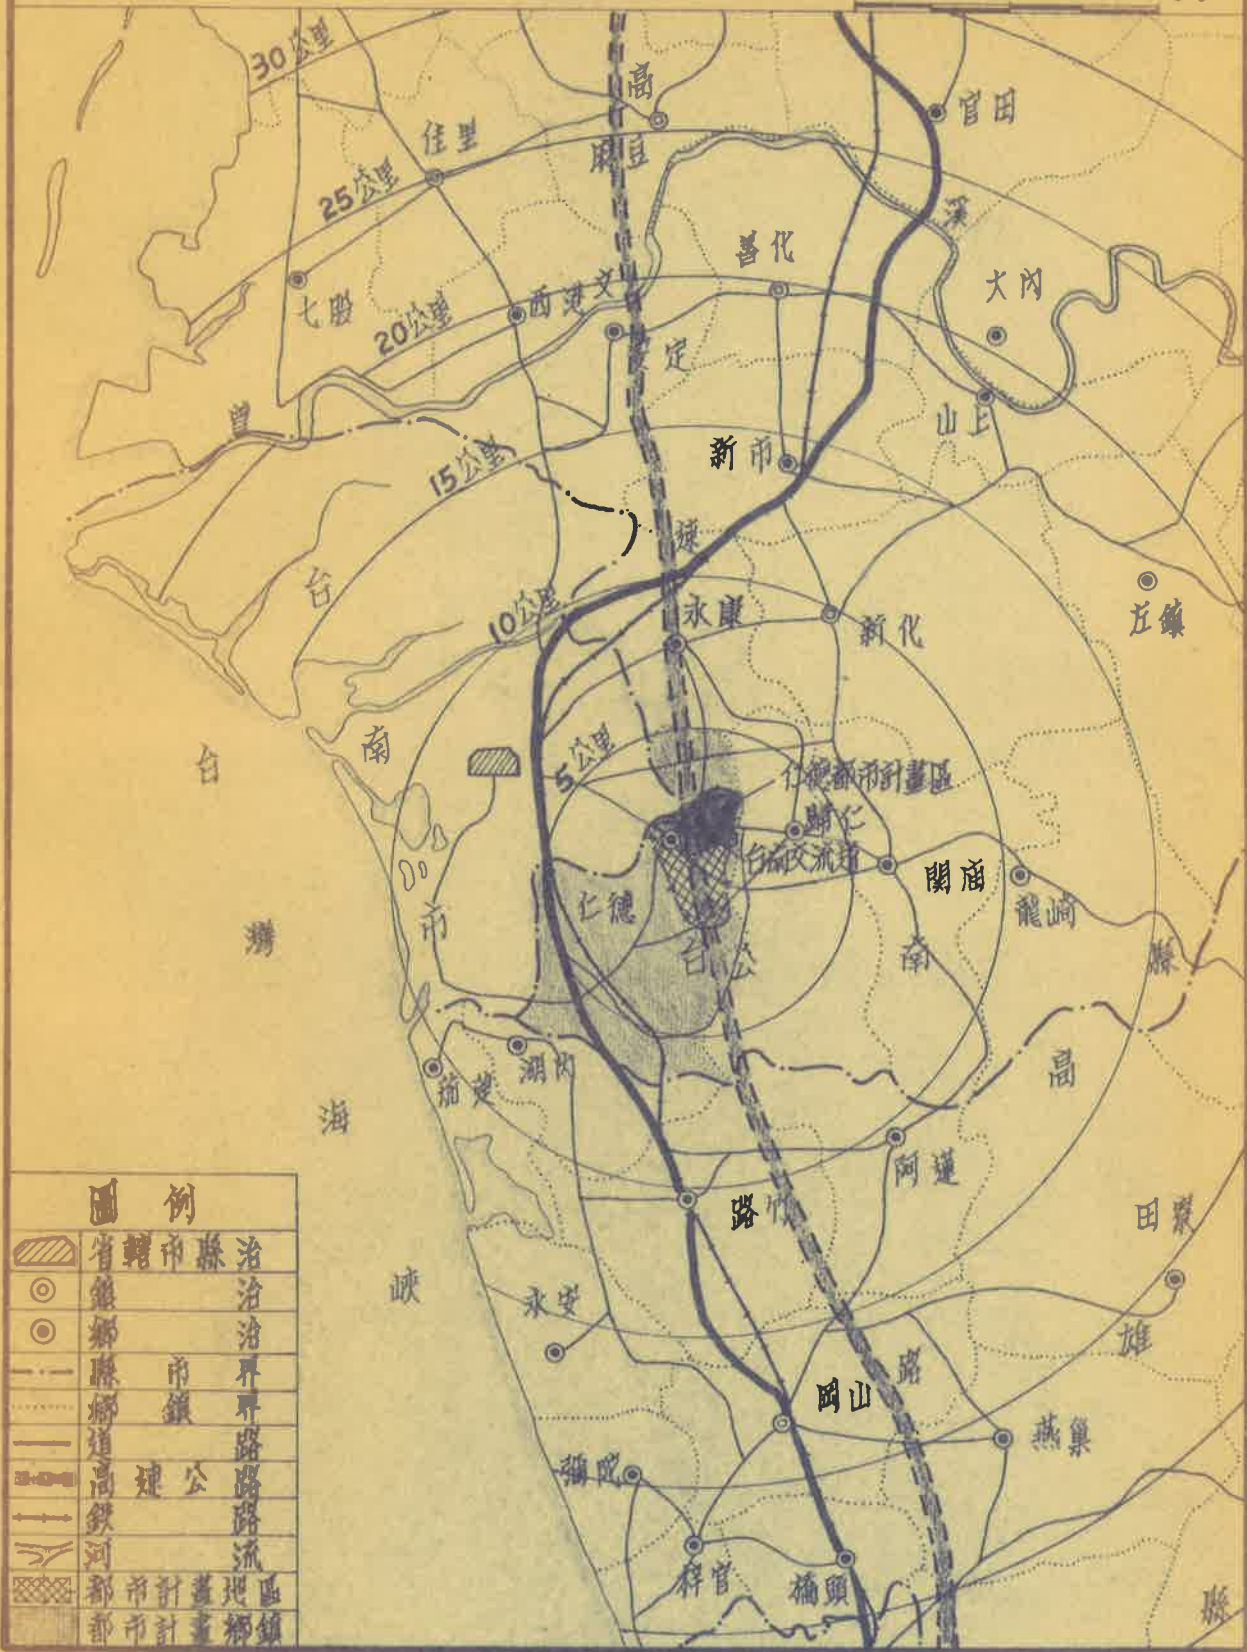 30公里
高
官田
佳里
麻豆
25公里
溪
善化
大內
七股
西港
文
20公里
安定
曾
山上
新市
15公里
速
台
左鎮
10公里
永康
新化
南
台
5公里
仁德都市計畫區
歸仁
台南交流道
關廟
仁德
龍崎
市
灣
台
公
南
縣
湖內
高
茄萣
海
阿蓮
路竹
田寮
峽
永安
雄
路
岡山
燕巢
彌陀
梓官
橋頭
縣
圖例
省轄市縣治
鎮治
鄉治
縣市界
鄉鎮界
道路
高速公路
鉄路
河流
都市計畫地區
都市計畫鄉鎮